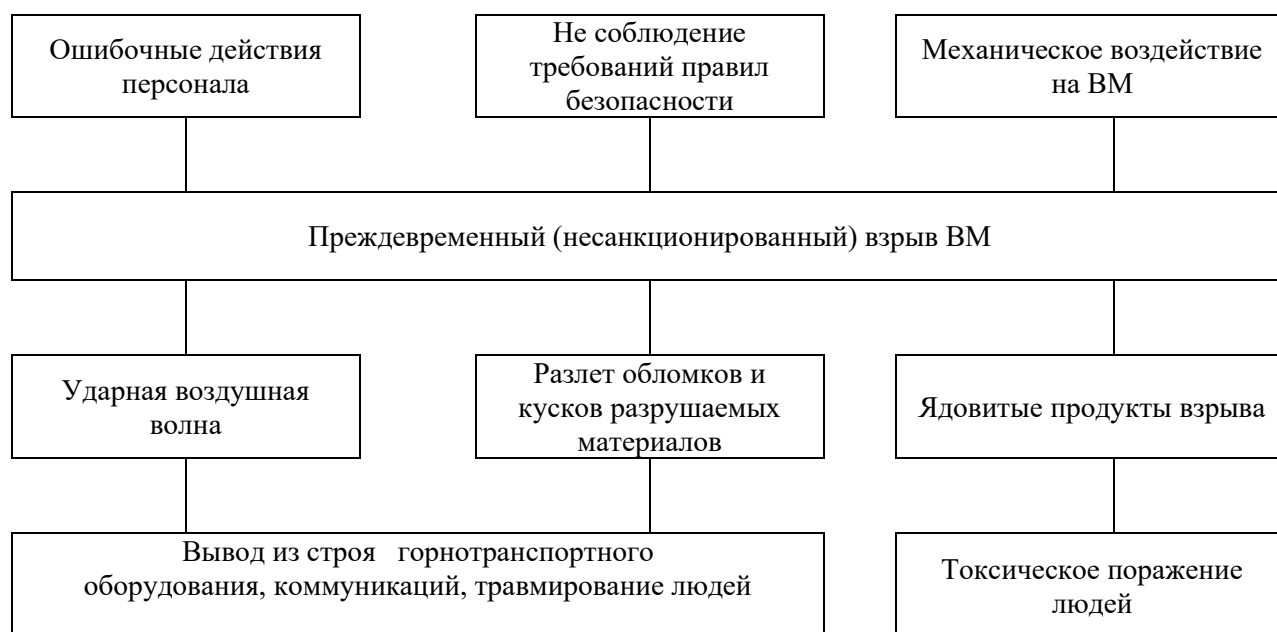 Ошибочные действия
персонала
Не соблюдение
требований правил
безопасности
Механическое воздействие
на ВМ
Преждевременный (несанкционированный) взрыв ВМ
Ударная воздушная
волна
Разлет обломков и
кусков разрушаемых
материалов
Ядовитые продукты взрыва
Вывод из строя   горнотранспортного
оборудования, коммуникаций, травмирование людей
Токсическое поражение
людей